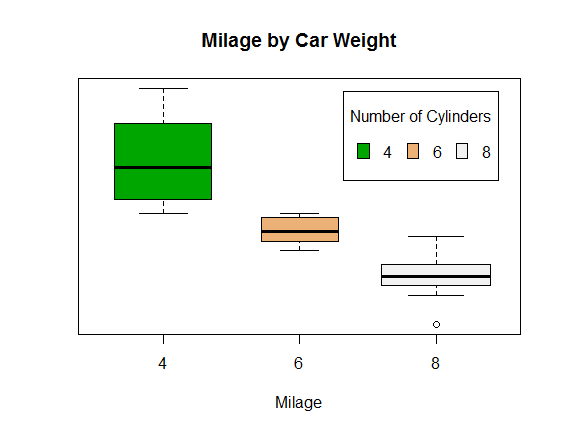 Milage by Car Weight
Number of Cylinders
4 6 8
4 6 8
Milage